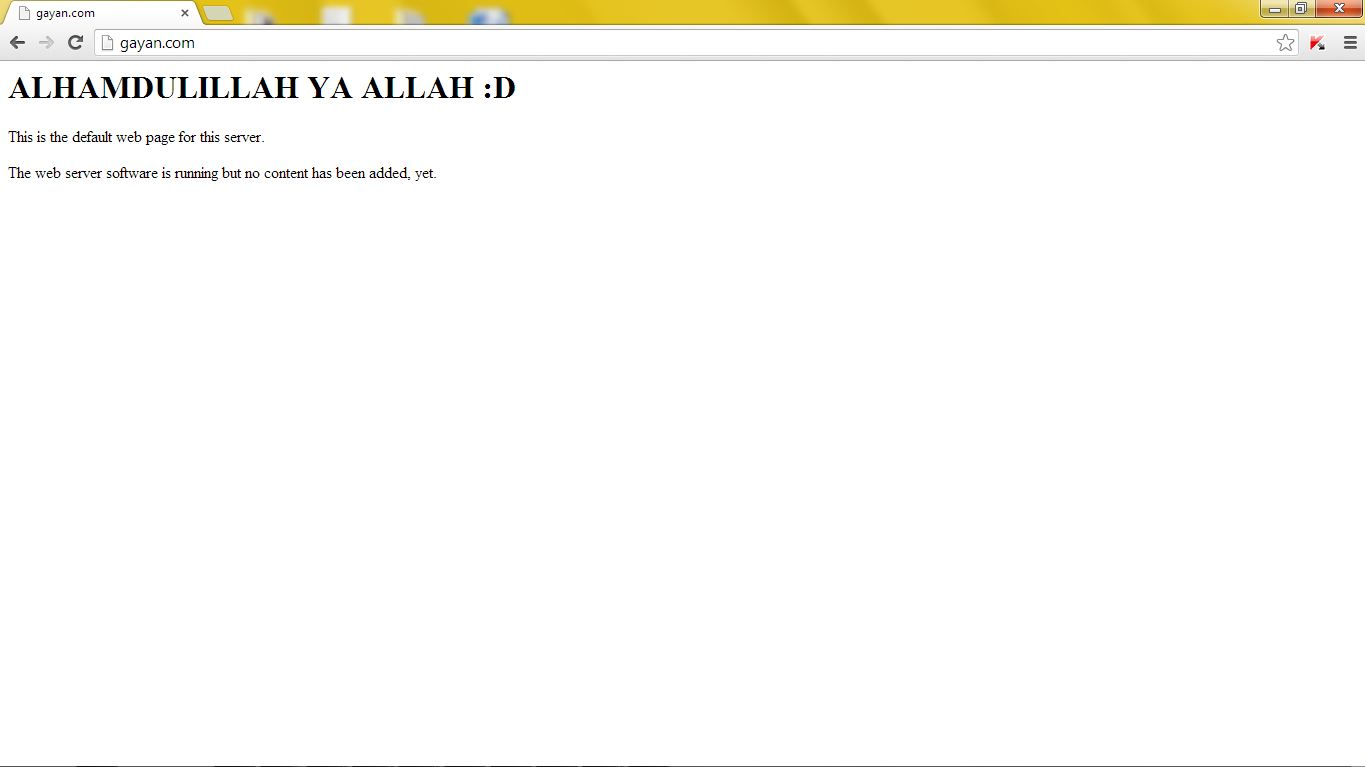 gayan.com
gayan.com
ALHAMDULILLAH YA ALLAH :D
This is the default web page for this server.
The web server software is running but no content has been added, yet.